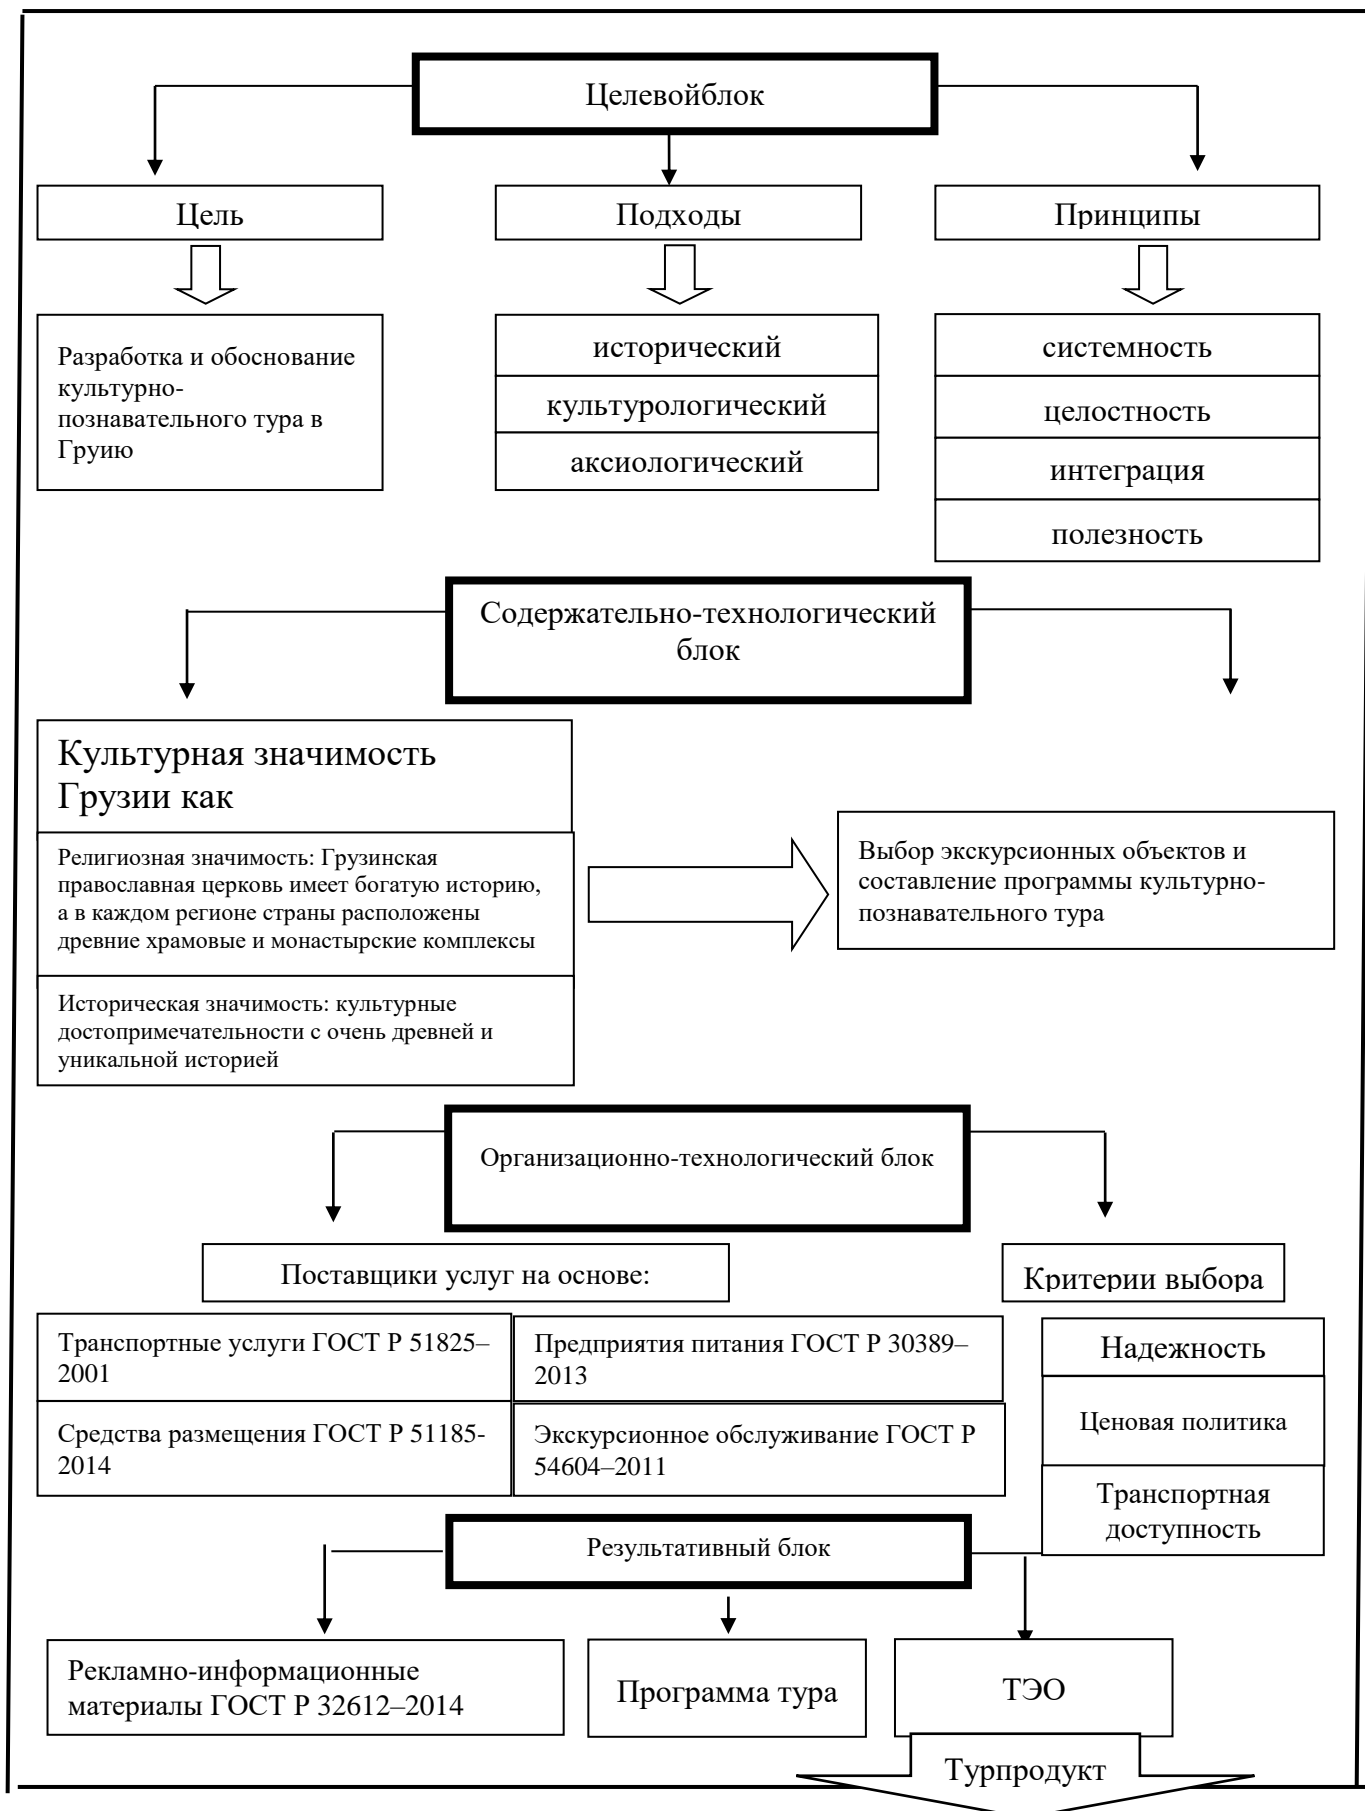 Целевойблок
Цель
Подходы
Принципы
Разработка и обоснование
культурно-
познавательного тура в
Груию
исторический
культурологический
аксиологический
системность
целостность
интеграция
полезность
Содержательно-технологический
блок
Культурная значимость
Грузии как
Религиозная значимость: Грузинская
православная церковь имеет богатую историю,
а в каждом регионе страны расположены
древние храмовые и монастырские комплексы
Историческая значимость: культурные
достопримечательности с очень древней и
уникальной историей
Выбор экскурсионных объектов и
составление программы культурно-
познавательного тура
Организационно-технологический блок
Поставщики услуг на основе:
Критерии выбора
Транспортные услуги ГОСТ Р 51825–
2001
Предприятия питания ГОСТ Р 30389–
2013
Средства размещения ГОСТ Р 51185-
2014
Экскурсионное обслуживание ГОСТ Р
54604–2011
Надежность
Ценовая политика
Транспортная
доступность
Результативный блок
Рекламно-информационные
материалы ГОСТ Р 32612–2014
Программа тура
ТЭО
Турпродукт